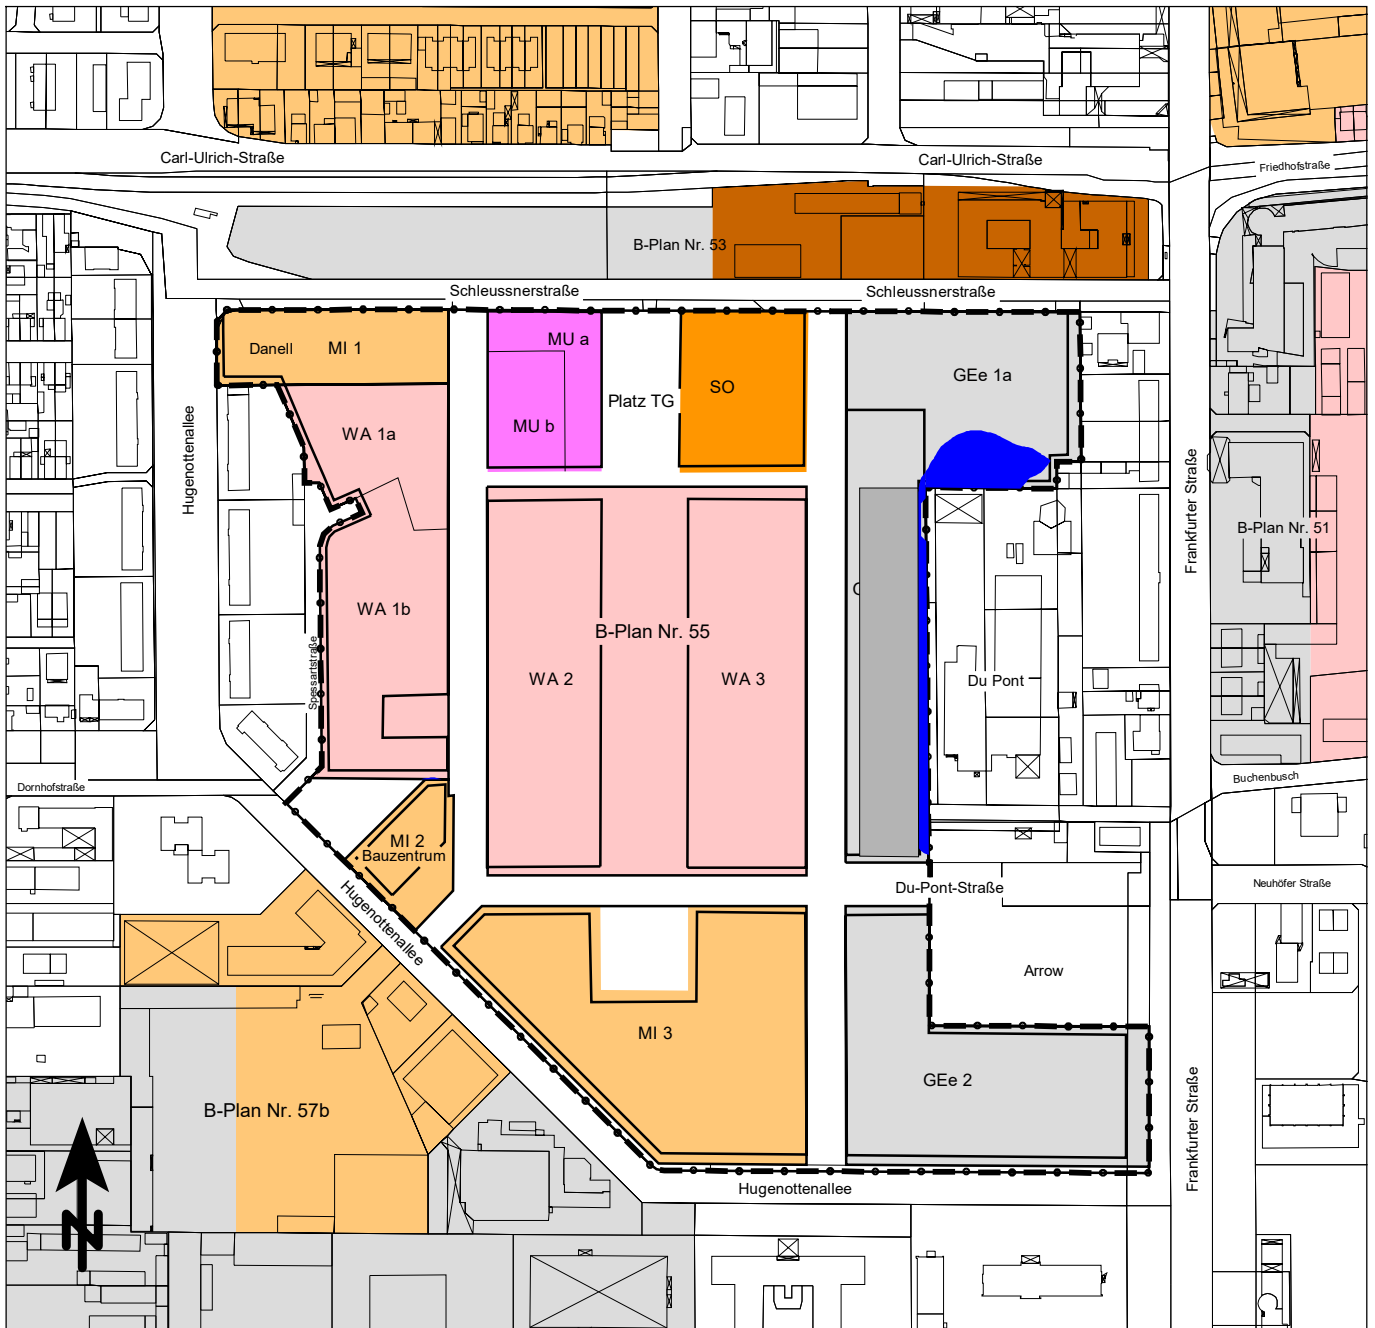 Carl-Ulrich-Straße
Carl-Ulrich-Straße
Friedhofstraße
B-Plan Nr. 53
Schleussnerstraße
Schleussnerstraße
Danell
MI 1
MU a
Platz TG
SO
GEe 1a
WA 1a
MU b
Hugenottenallee
Frankfurter Straße
B-Plan Nr. 51
WA 1b
B-Plan Nr. 55
Spessartstraße
WA 2
WA 3
Du Pont
Dornhofstraße
Buchenbusch
MI 2
Bauzentrum
Hugenottenallee
Du-Pont-Straße
Neuhöfer Straße
Arrow
MI 3
GEe 2
B-Plan Nr. 57b
Frankfurter Straße
Hugenottenallee
N